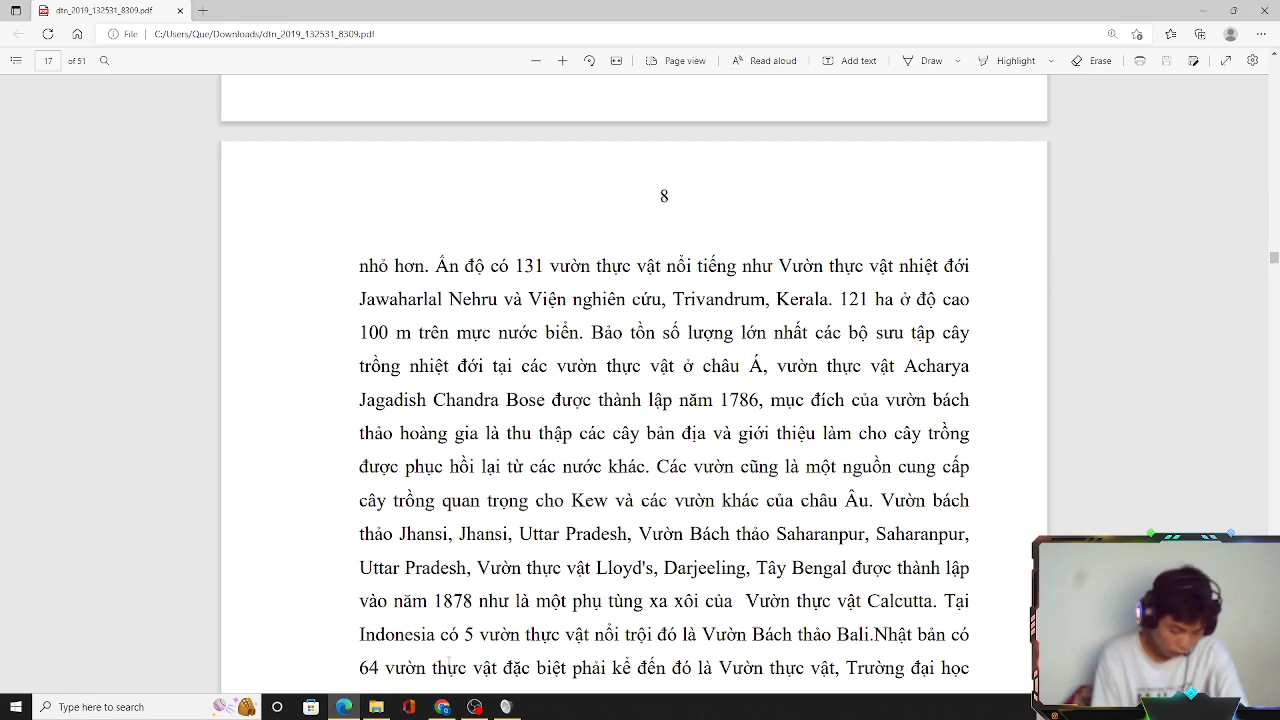 dtn_2019_132531_8309.pdf
File C:/Users/Que/Downloads/dtn_2019_132531_8309.pdf
17 of 51 Page view Read aloud Add text Draw Highlight Erase
8
nhỏ hơn. Ấn độ có 131 vườn thực vật nổi tiếng như Vườn thực vật nhiệt đới
Jawaharlal Nehru và Viện nghiên cứu, Trivandrum, Kerala. 121 ha ở độ cao
100 m trên mực nước biển. Bảo tồn số lượng lớn nhất các bộ sưu tập cây
trồng nhiệt đới tại các vườn thực vật ở châu Á, vườn thực vật Acharya
Jagadish Chandra Bose được thành lập năm 1786, mục đích của vườn bách
thảo hoàng gia là thu thập các cây bản địa và giới thiệu làm cho cây trồng
được phục hồi lại từ các nước khác. Các vườn cũng là một nguồn cung cấp
cây trồng quan trọng cho Kew và các vườn khác của châu Âu. Vườn bách
thảo Jhansi, Jhansi, Uttar Pradesh, Vườn Bách thảo Saharanpur, Saharanpur,
Uttar Pradesh, Vườn thực vật Lloyd's, Darjeeling, Tây Bengal được thành lập
vào năm 1878 như là một phụ tùng xa xôi của Vườn thực vật Calcutta. Tại
Indonesia có 5 vườn thực vật nổi trội đó là Vườn Bách thảo Bali.Nhật bản có
64 vườn thực vật đặc biệt phải kể đến đó là Vườn thực vật, Trường đại học
Type here to search